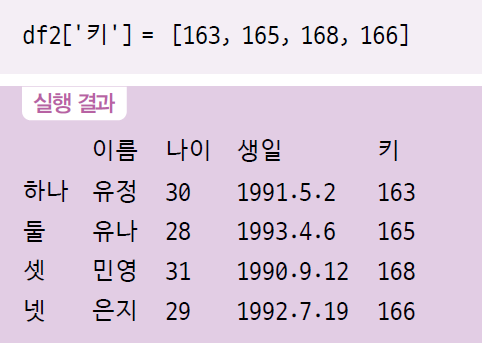 df2['키'] = [163, 165, 168, 166]
실행 결과
이름 나이 생일 키
하나 유정 30 1991.5.2 163
둘 유나 28 1993.4.6 165
셋 민영 31 1990.9.12 168
넷 은지 29 1992.7.19 166